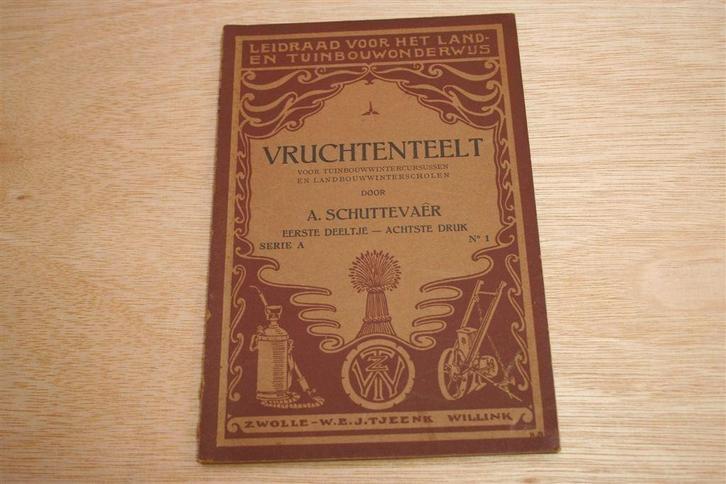 LEIDRAAD VOOR HET LAND-
EN TUINBOUWONDERWIJS
VRUCHTENTEELT
VOOR TUINBOUWWINTERCURSUSSEN
EN LANDBOUWWINTERSCHOLEN
DOOR
A. SCHUTTEVAÊR
EERSTE DEELTJE — ACHTSTE DRUK
SERIE A Nº 1
ZWOLLE-W.E.J.TJEENK WILLINK